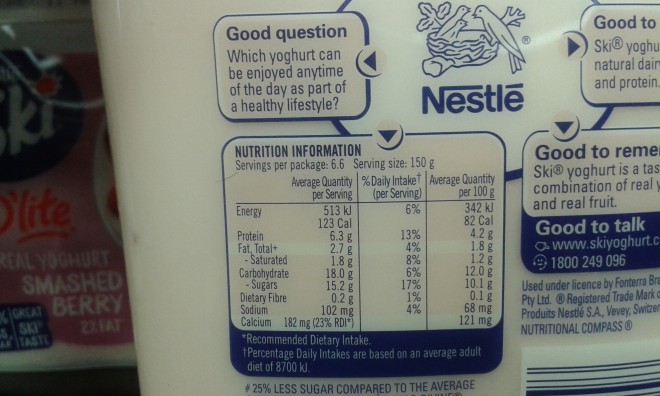 Good question
Which yoghurt can
be enjoyed anytime
of the day as part of
a healthy lifestyle?
Nestlē
®
Good to
Ski®
natural
and protein.
NUTRITION INFORMATION
Servings per package: 6.6 Serving size: 150 g
Average Quantity per Serving %Daily Intake† (per Serving) Average Quantity per 100 g
Energy 513 kJ 6% 342 kJ
123 Cal 82 Cal
Protein 6.3 g 13% 4.2 g
Fat, Total+ 2.7 g 4% 1.8 g
- Saturated 1.8 g 8% 1.2 g
Carbohydrate 18.0 g 6% 12.0 g
- Sugars 15.2 g 17% 10.1 g
Dietary Fibre 0.2 g 1% 0.1 g
Sodium 102 mg 4% 68 mg
Calcium 182 mg (23% RDI*) 121 mg
*Recommended Dietary Intake.
†Percentage Daily Intakes are based on an average adult
diet of 8700 kJ.
# 25% LESS SUGAR COMPARED TO THE AVERAGE
Good to
Ski® yoghurt is a
combination of real
and real fruit.
Good to talk
www.skiyoghurt.c
1800 249 096
Used under licence by Fonterra
Pty Ltd. ® Registered Trade Mark
Produits Nestlé S.A., Vevey,
NUTRITIONAL COMPASS ®
Ski
D'lite
REAL YOGHURT
SMASHED
BERRY
GREAT
SKI
TASTE
2% FAT